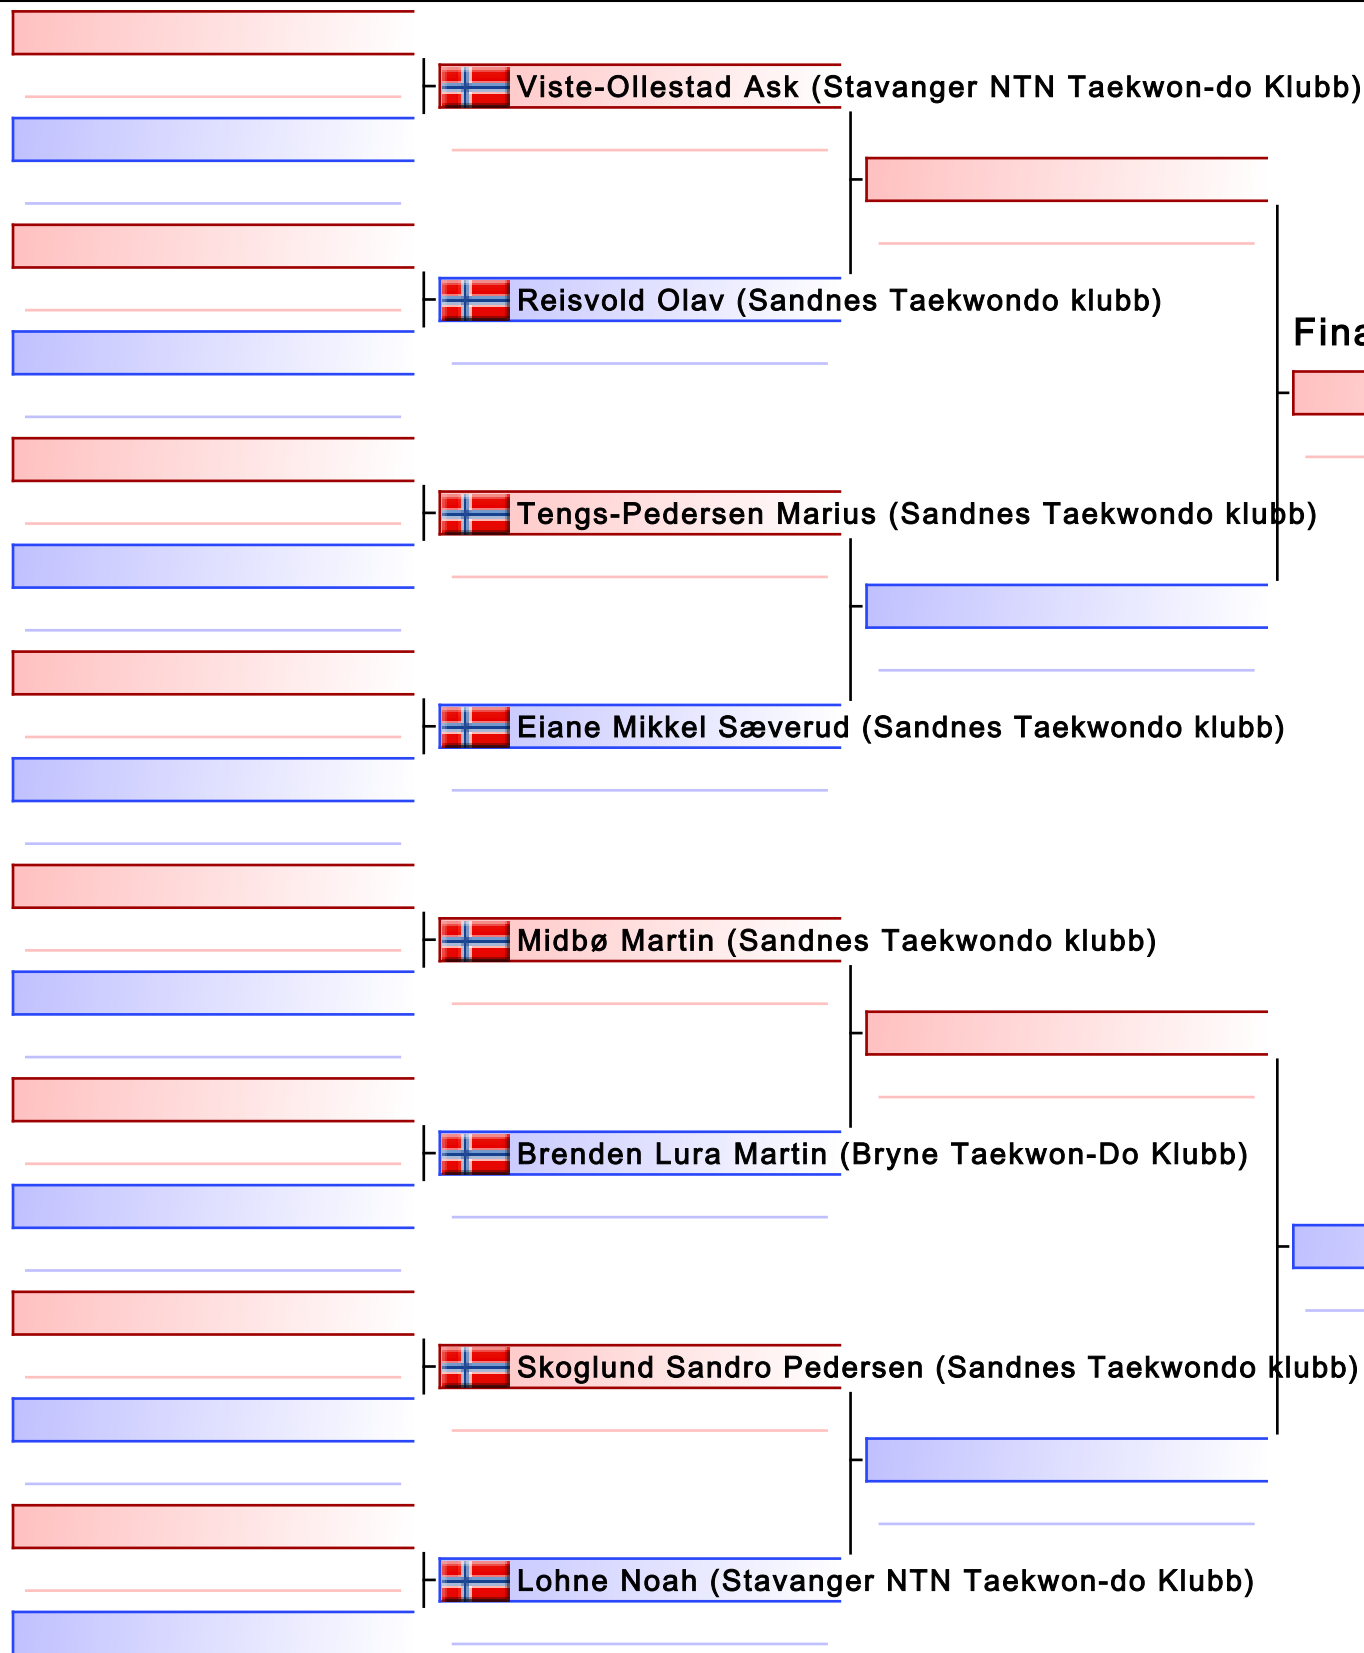 Viste-Ollestad Ask (Stavanger NTN Taekwon-do Klubb)
Reisvold Olav (Sandnes Taekwondo klubb)
Tengs-Pedersen Marius (Sandnes Taekwondo klubb)
Eiane Mikkel Sæverud (Sandnes Taekwondo klubb)
Midbø Martin (Sandnes Taekwondo klubb)
Brenden Lura Martin (Bryne Taekwon-Do Klubb)
Skoglund Sandro Pedersen (Sandnes Taekwondo klubb)
Lohne Noah (Stavanger NTN Taekwon-do Klubb)